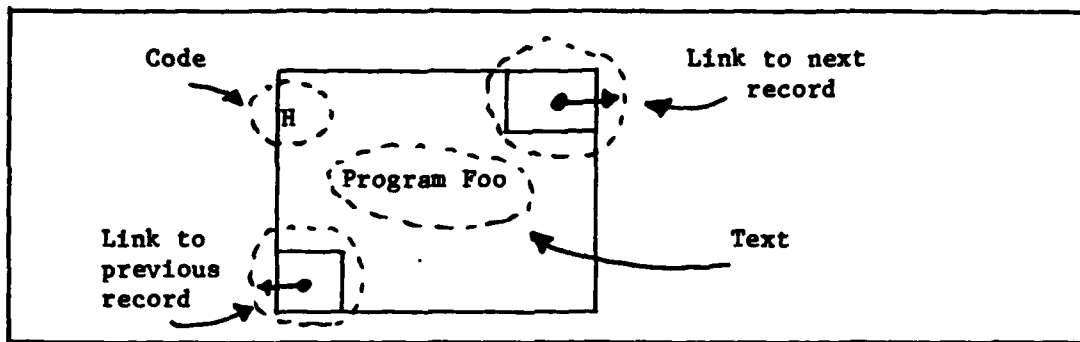 Code
Link to next
record
H
Program Foo
Link to
previous
record
Text